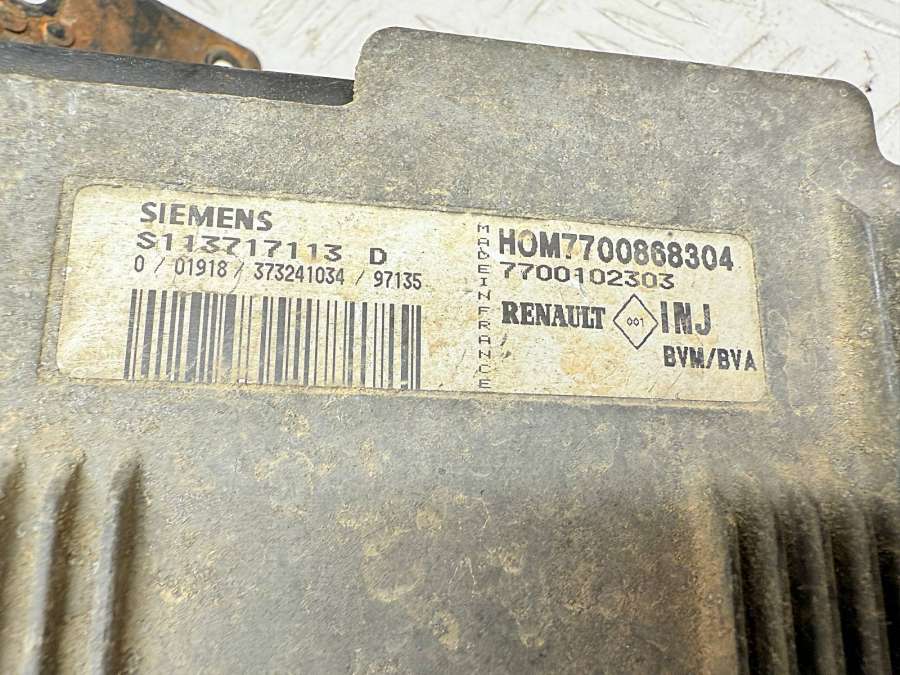 SIEMENS
S113717113 D
0 / 01918 / 373241034 / 97135
MADE IN FRANCE
HOM7700868304
7700102303
RENAULT 001 INJ
BVM/BVA